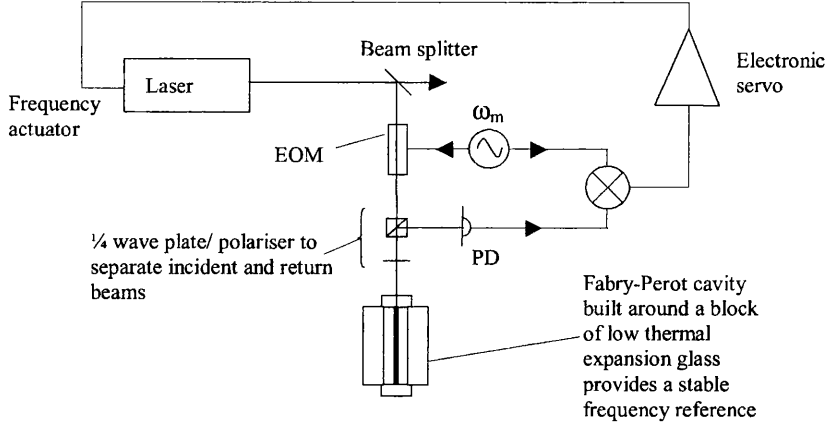 Beam splitter
Laser
Electronic
servo
Frequency
actuator
ωm
EOM
¼ wave plate/ polariser to
separate incident and return
beams
PD
Fabry-Perot cavity
built around a block
of low thermal
expansion glass
provides a stable
frequency reference